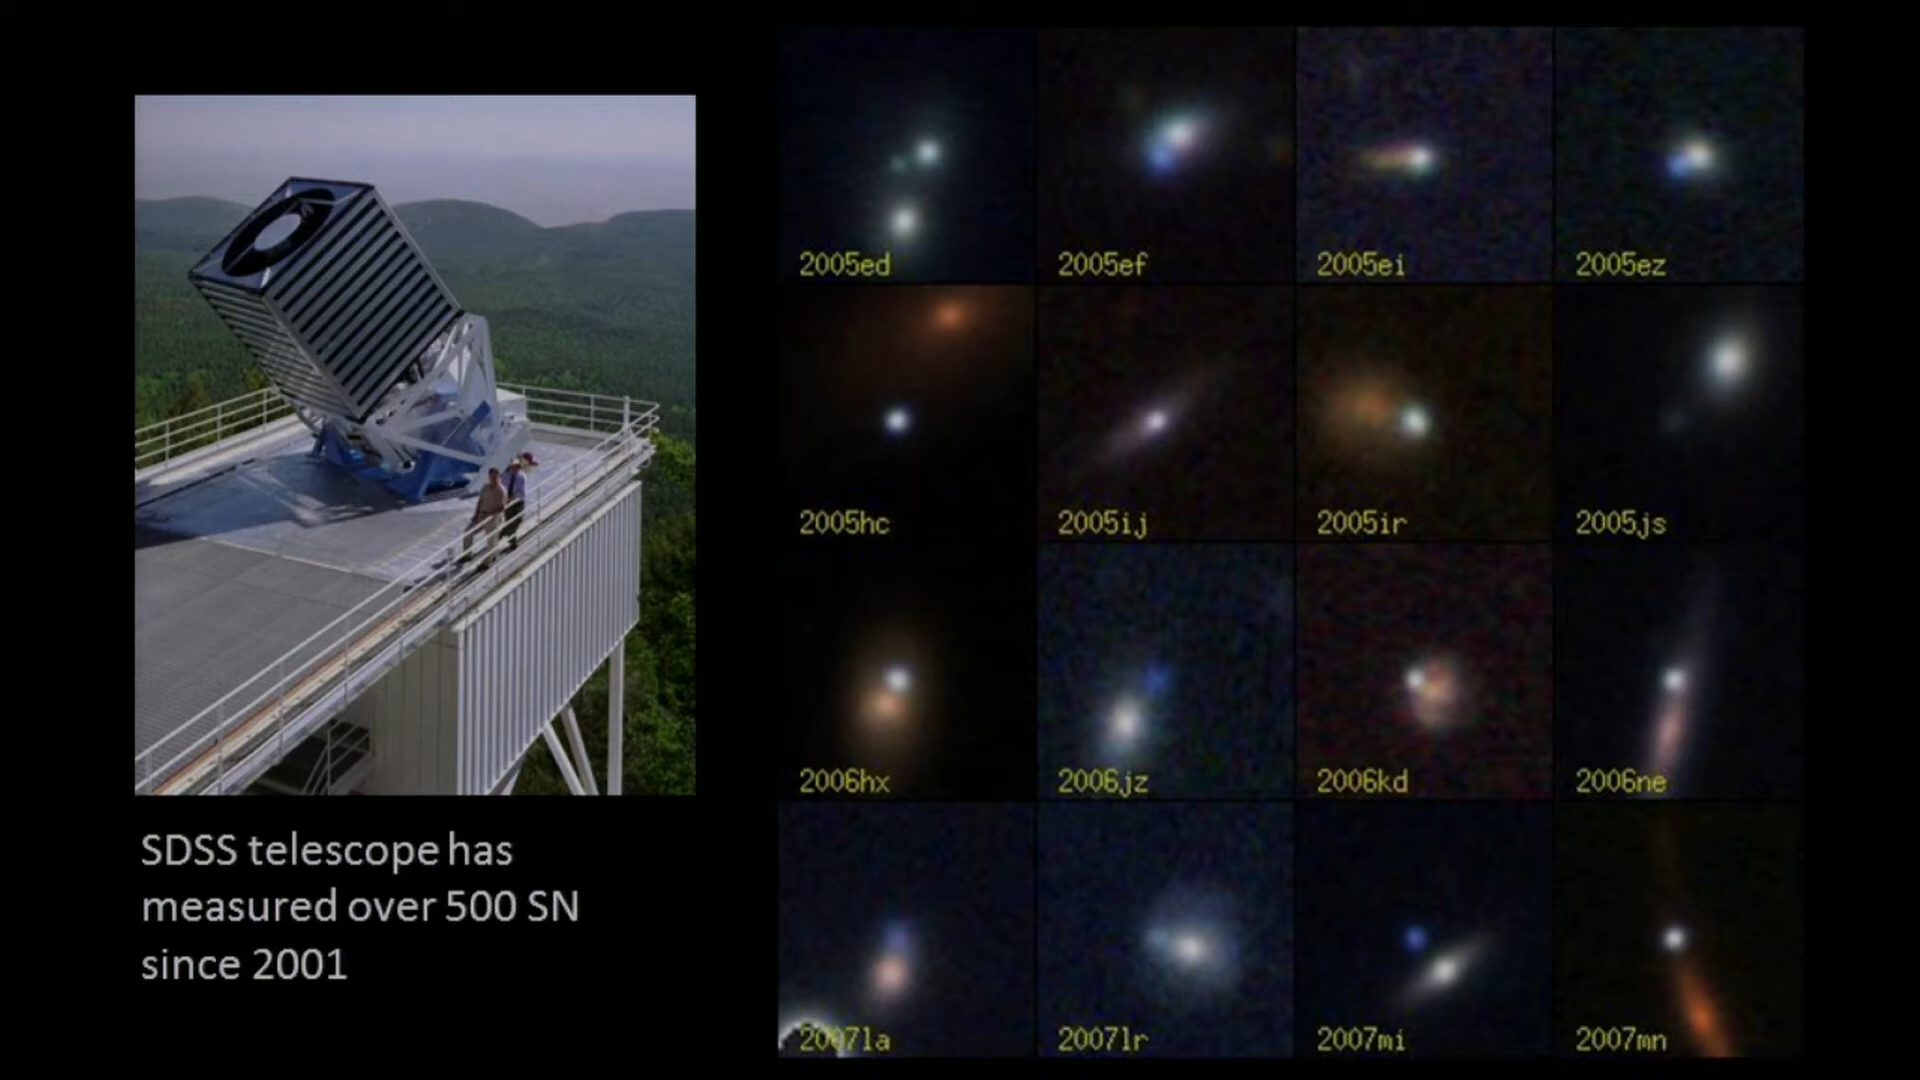 2005ed
2005ef
2005ei
2005ez
2005hc
2005ij
2005ir
2005js
2006hx
2006jz
2006kd
2006ne
2007la
2007lr
2007mi
2007mn
SDSS telescope has
measured over 500 SN
since 2001